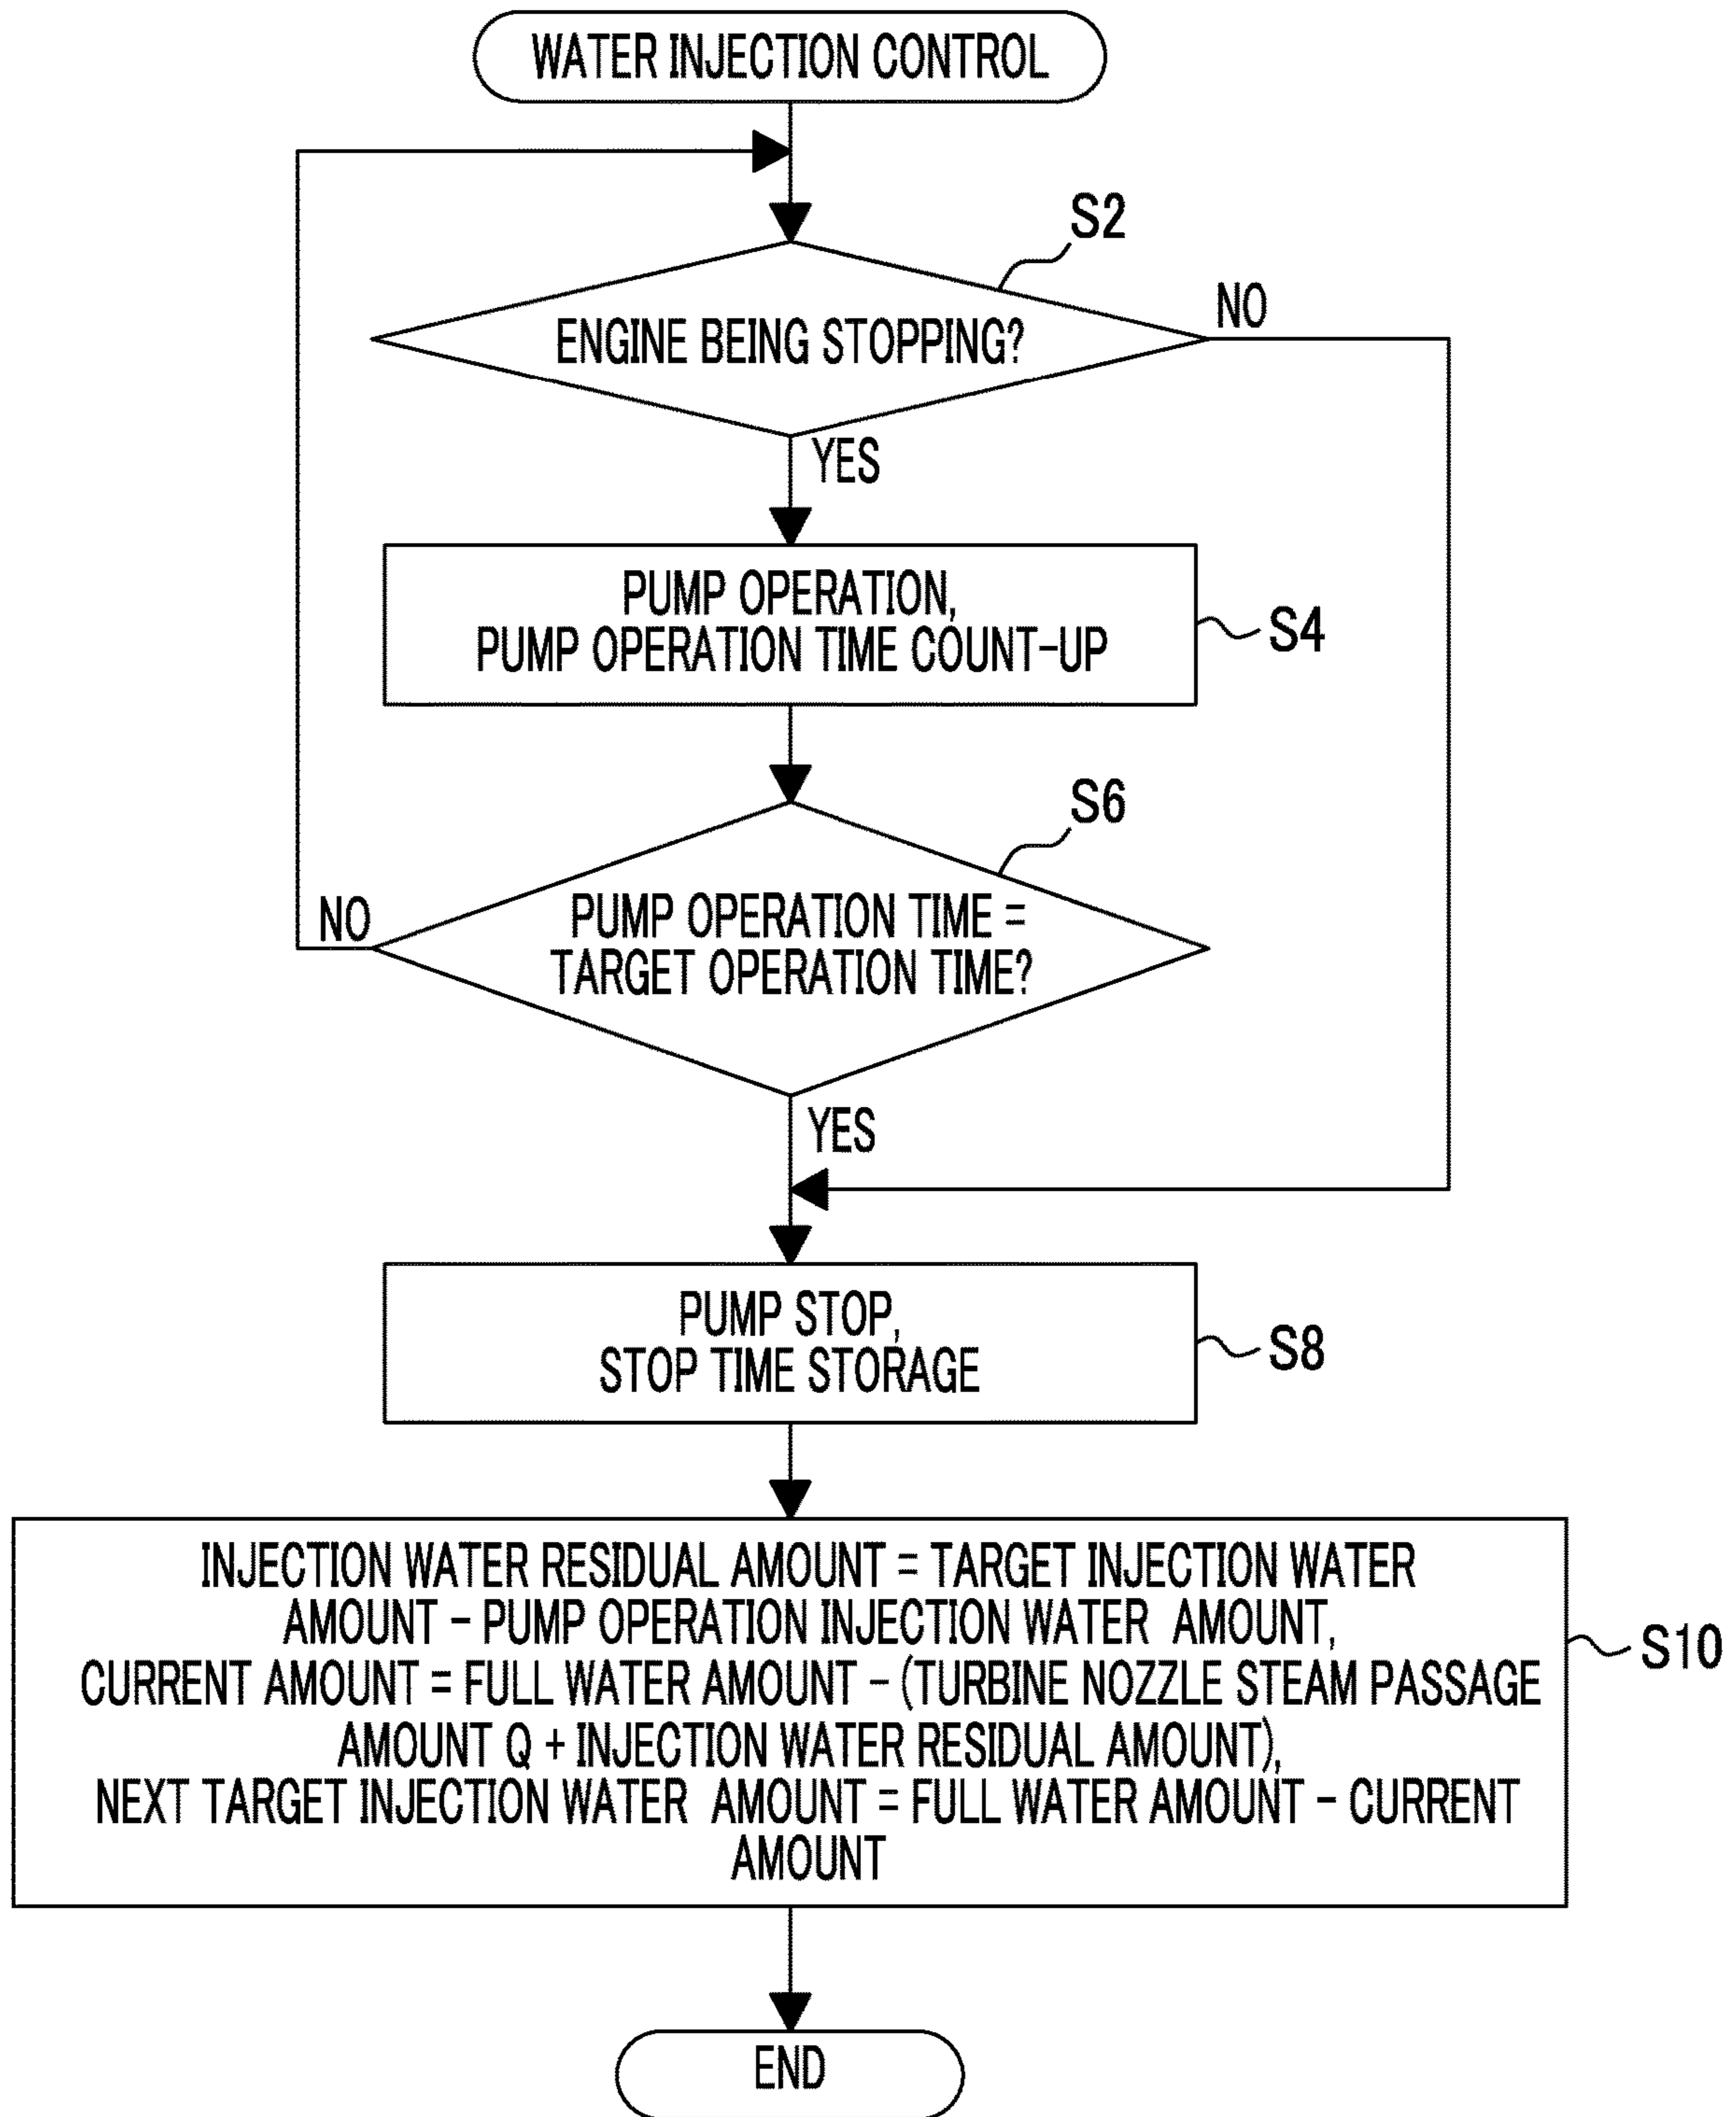 WATER INJECTION CONTROL
S2
ENGINE BEING STOPPING?
NO
YES
PUMP OPERATION,
PUMP OPERATION TIME COUNT-UP
S4
S6
PUMP OPERATION TIME =
TARGET OPERATION TIME?
NO
YES
PUMP STOP,
STOP TIME STORAGE
S8
INJECTION WATER RESIDUAL AMOUNT = TARGET INJECTION WATER
AMOUNT - PUMP OPERATION INJECTION WATER AMOUNT,
CURRENT AMOUNT = FULL WATER AMOUNT - (TURBINE NOZZLE STEAM PASSAGE
AMOUNT Q + INJECTION WATER RESIDUAL AMOUNT),
NEXT TARGET INJECTION WATER AMOUNT = FULL WATER AMOUNT - CURRENT
AMOUNT
S10
END